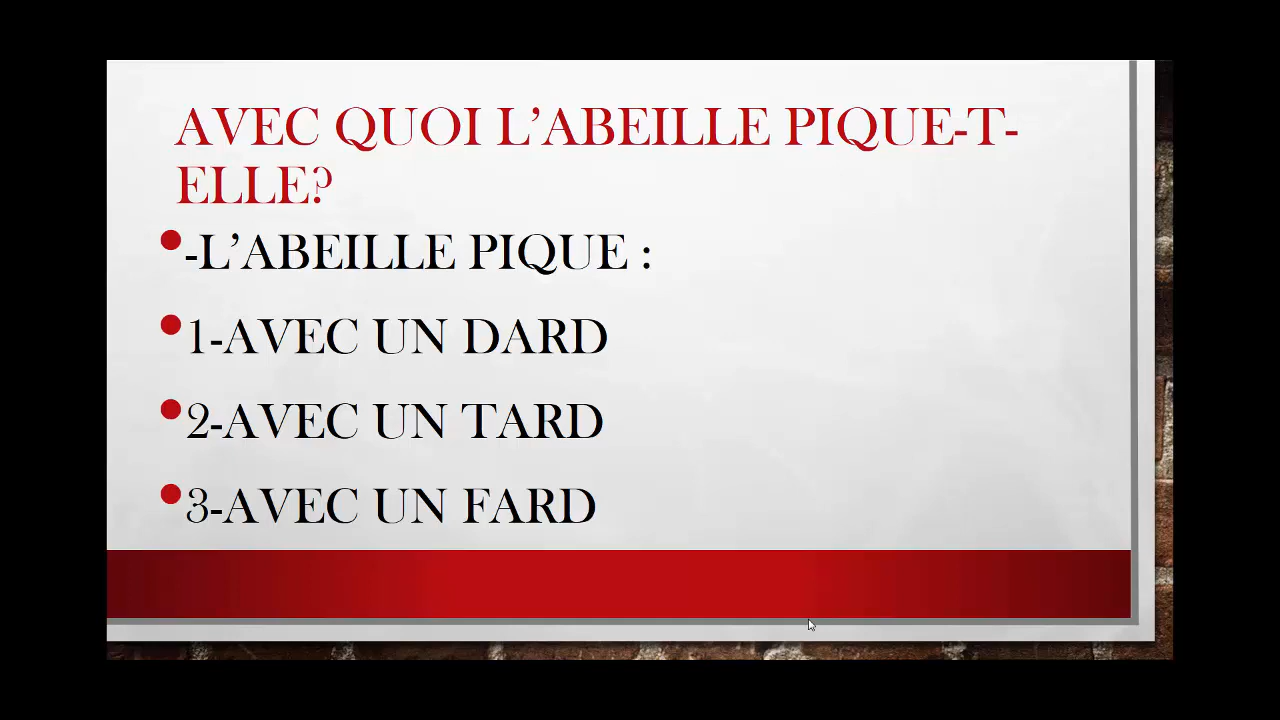 AVEC QUOI L’ABEILLE PIQUE-T-
ELLE?
-L’ABEILLE PIQUE :
1-AVEC UN DARD
2-AVEC UN TARD
3-AVEC UN FARD